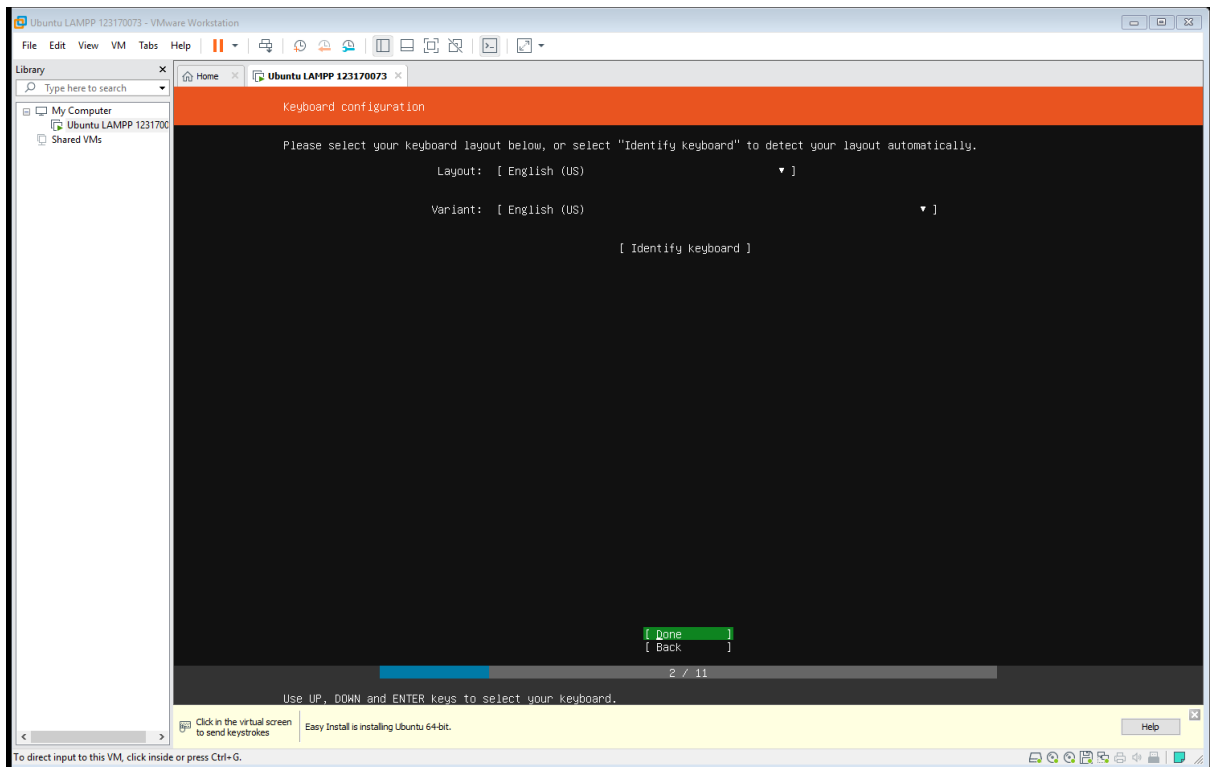 Ubuntu LAMPP 123170073 - VMware Workstation
File Edit View VM Tabs Help
Library
Type here to search
My Computer
Ubuntu LAMPP 1231700
Shared VMs
Home
Ubuntu LAMPP 123170073
Keyboard configuration
Please select your keyboard layout below, or select "Identify keyboard" to detect your layout automatically.
Layout: [ English (US) ▾ ]
Variant: [ English (US) ▾ ]
[ Identify keyboard ]
[ Done ]
[ Back ]
2 / 11
Use UP, DOWN and ENTER keys to select your keyboard.
Click in the virtual screen
to send keystrokes
Easy Install is installing Ubuntu 64-bit.
Help
To direct input to this VM, click inside or press Ctrl+G.